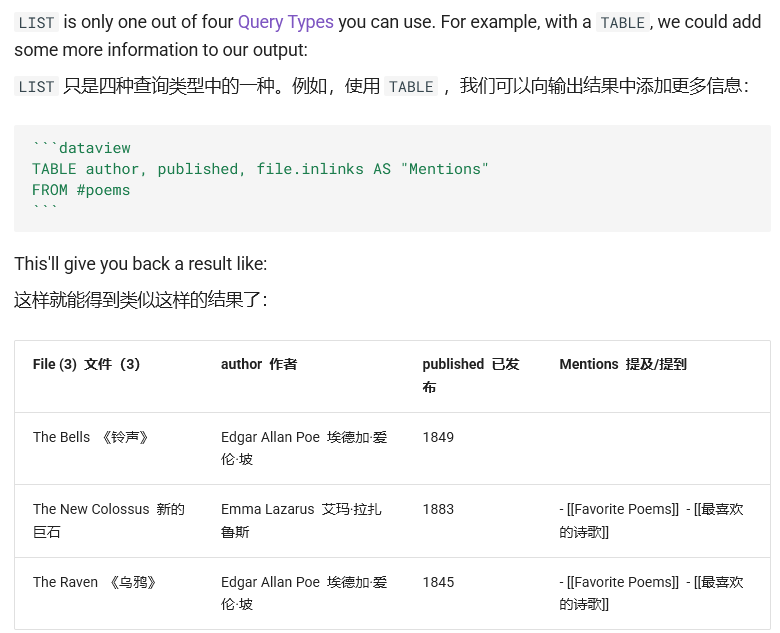 LIST is only one out of four Query Types you can use. For example, with a TABLE, we could add
some more information to our output:
LIST 只是四种查询类型中的一种。例如，使用 TABLE ，我们可以向输出结果中添加更多信息：
```dataview
TABLE author, published, file.inlinks AS "Mentions"
FROM #poems
```
This'll give you back a result like:
这样就能得到类似这样的结果了：
File (3) 文件（3） author 作者 published 已发 Mentions 提及/提到
布
The Bells 《铃声》 Edgar Allan Poe 埃德加·爱 1849
伦·坡
The New Colossus 新的 Emma Lazarus 艾玛·拉扎 1883 - [[Favorite Poems]] - [[最喜欢
巨石 鲁斯 的诗歌]]
The Raven 《乌鸦》 Edgar Allan Poe 埃德加·爱 1845 - [[Favorite Poems]] - [[最喜欢
伦·坡 的诗歌]]